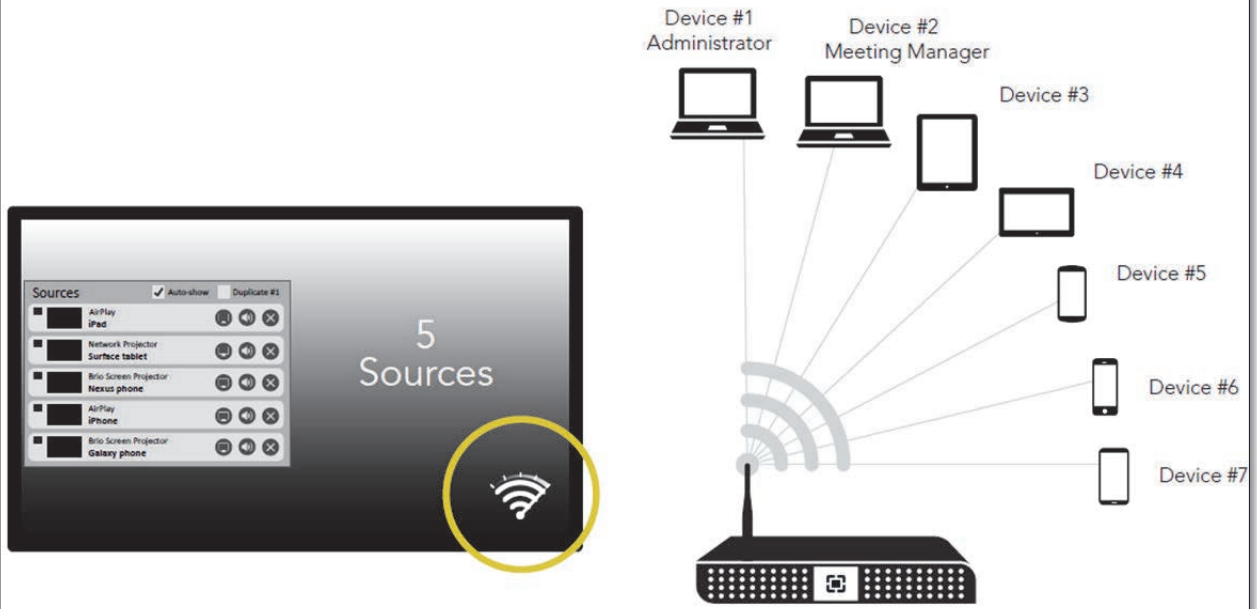 Device #1
Administrator
Device #2
Meeting Manager
Device #3
Device #4
Device #5
Device #6
Device #7
Sources
Auto-show
Duplicate #1
AirPlay
iPad
Network Projector
Surface tablet
Brio Screen Projector
Nexus phone
AirPlay
iPhone
Brio Screen Projector
Galaxy phone
5
Sources